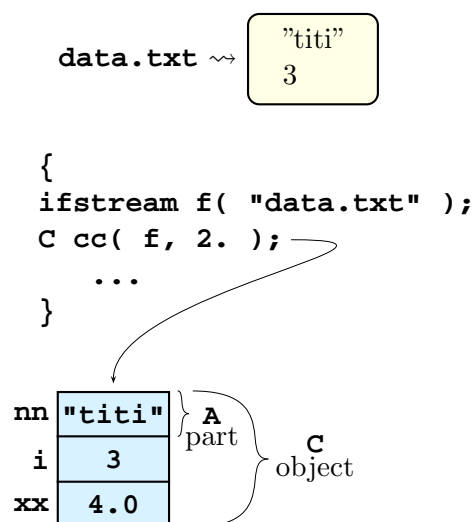 data.txt ⇝ ”titi”
3
{
ifstream f( "data.txt" );
C cc( f, 2. );
...
}
nn "titi" A
part
i 3 C
object
xx 4.0